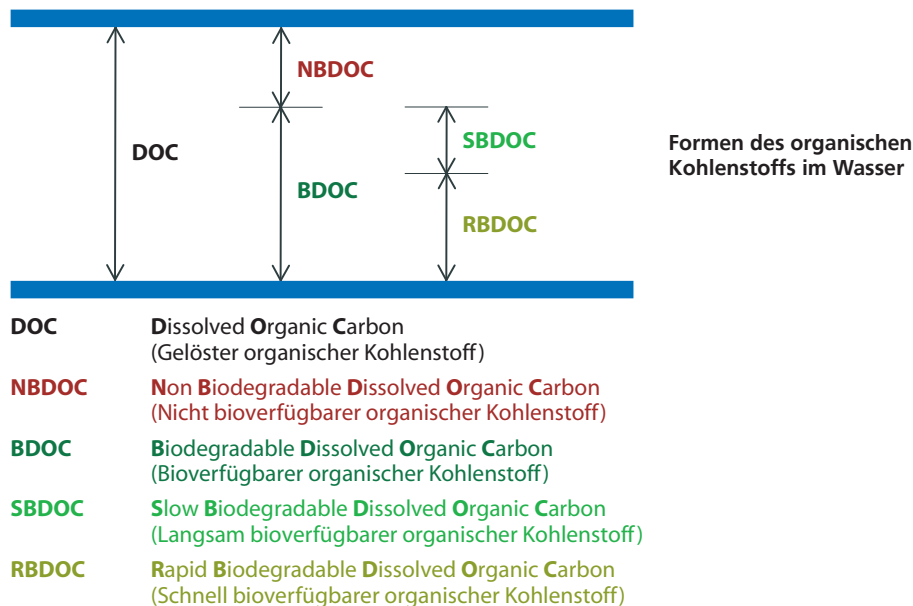 NBDOC
DOC
BDOC
SBDOC
RBDOC
Formen des organischen
Kohlenstoffs im Wasser
DOC Dissolved Organic Carbon
(Gelöster organischer Kohlenstoff)
NBDOC Non Biodegradable Dissolved Organic Carbon
(Nicht bioverfügbarer organischer Kohlenstoff)
BDOC Biodegradable Dissolved Organic Carbon
(Bioverfügbarer organischer Kohlenstoff)
SBDOC Slow Biodegradable Dissolved Organic Carbon
(Langsam bioverfügbarer organischer Kohlenstoff)
RBDOC Rapid Biodegradable Dissolved Organic Carbon
(Schnell bioverfügbarer organischer Kohlenstoff)